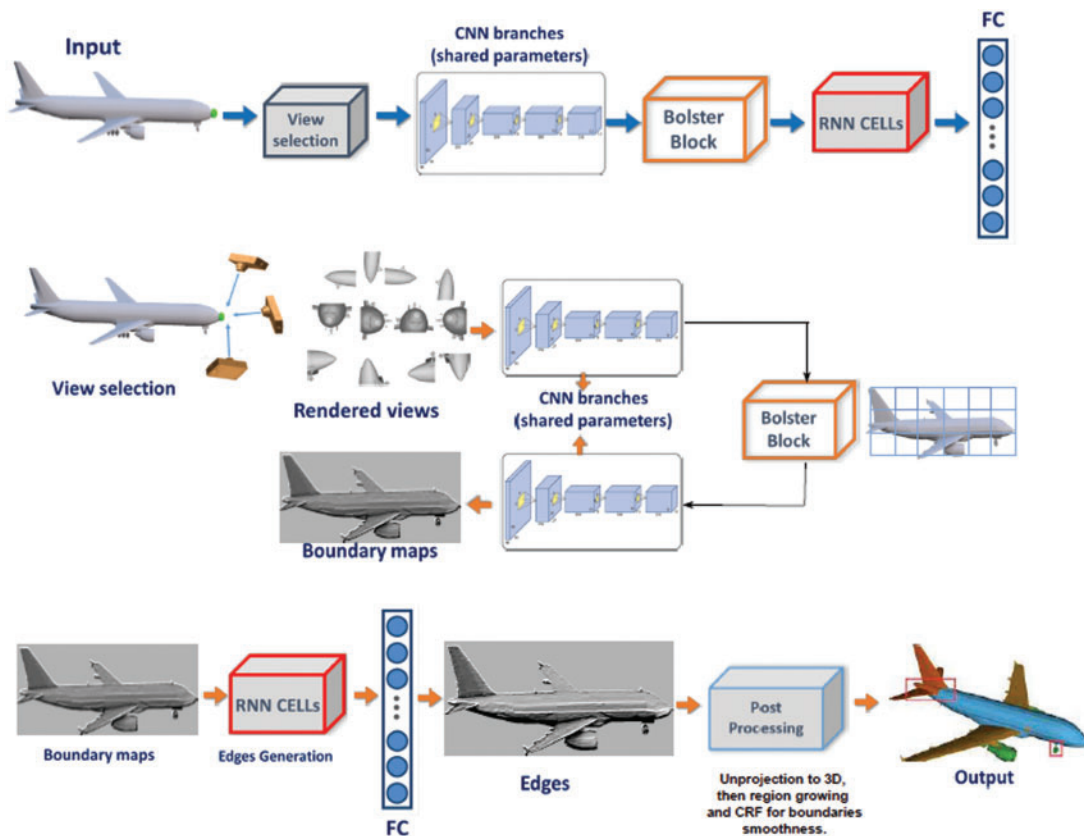 Input
View
selection
CNN branches
(shared parameters)
Bolster
Block
RNN CELLs
FC
View selection
Rendered views
CNN branches
(shared parameters)
Bolster
Block
Boundary maps
Boundary maps
RNN CELLs
Edges Generation
FC
Edges
Post
Processing
Unprojection to 3D,
then region growing
and CRF for boundaries
smoothness.
Output